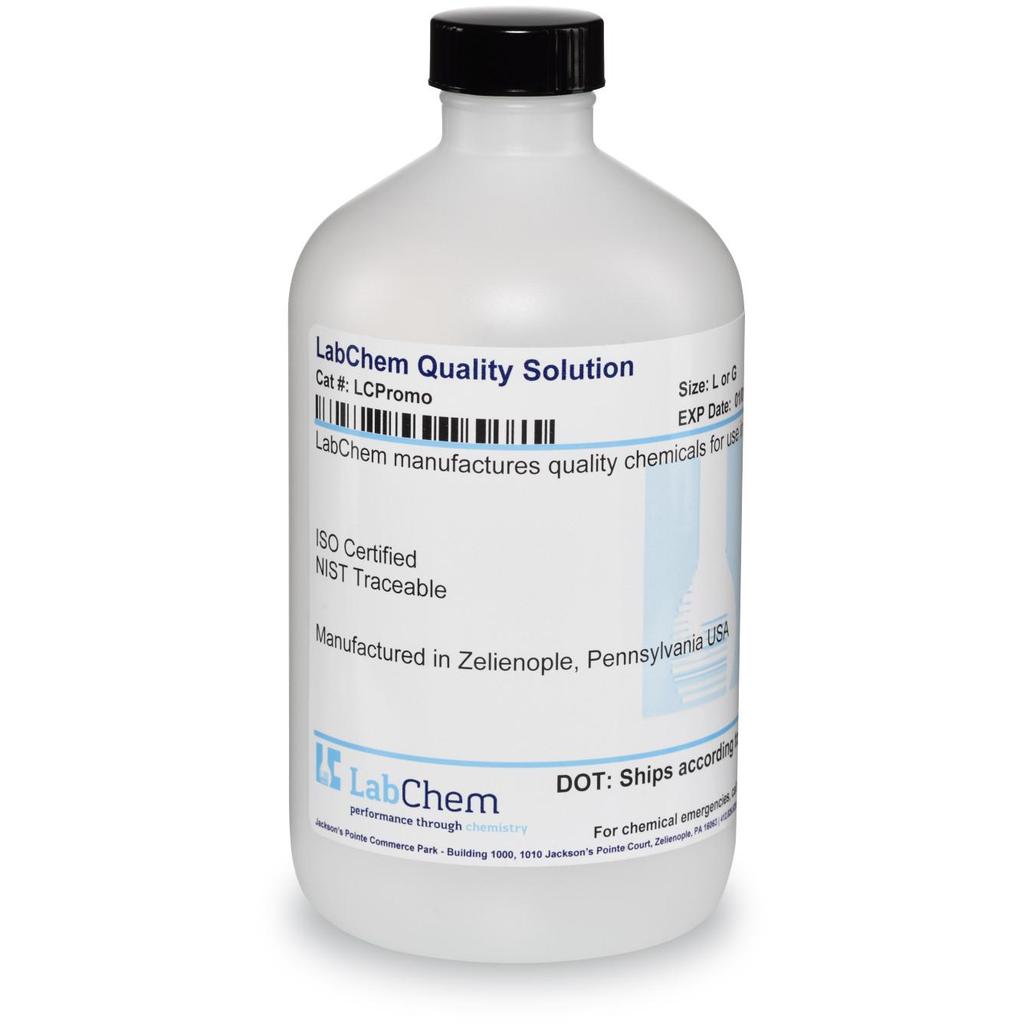 LabChem Quality Solution
Cat #: LCPromo
Size: L or G
EXP Date:
LabChem manufactures quality chemicals for use
ISO Certified
NIST Traceable
Manufactured in Zelienople, Pennsylvania USA
LabChem
performance through chemistry
DOT: Ships according
For chemical emergencies,
Jackson's Pointe Commerce Park - Building 1000, 1010 Jackson's Pointe Court, Zelienople, PA 16063 |